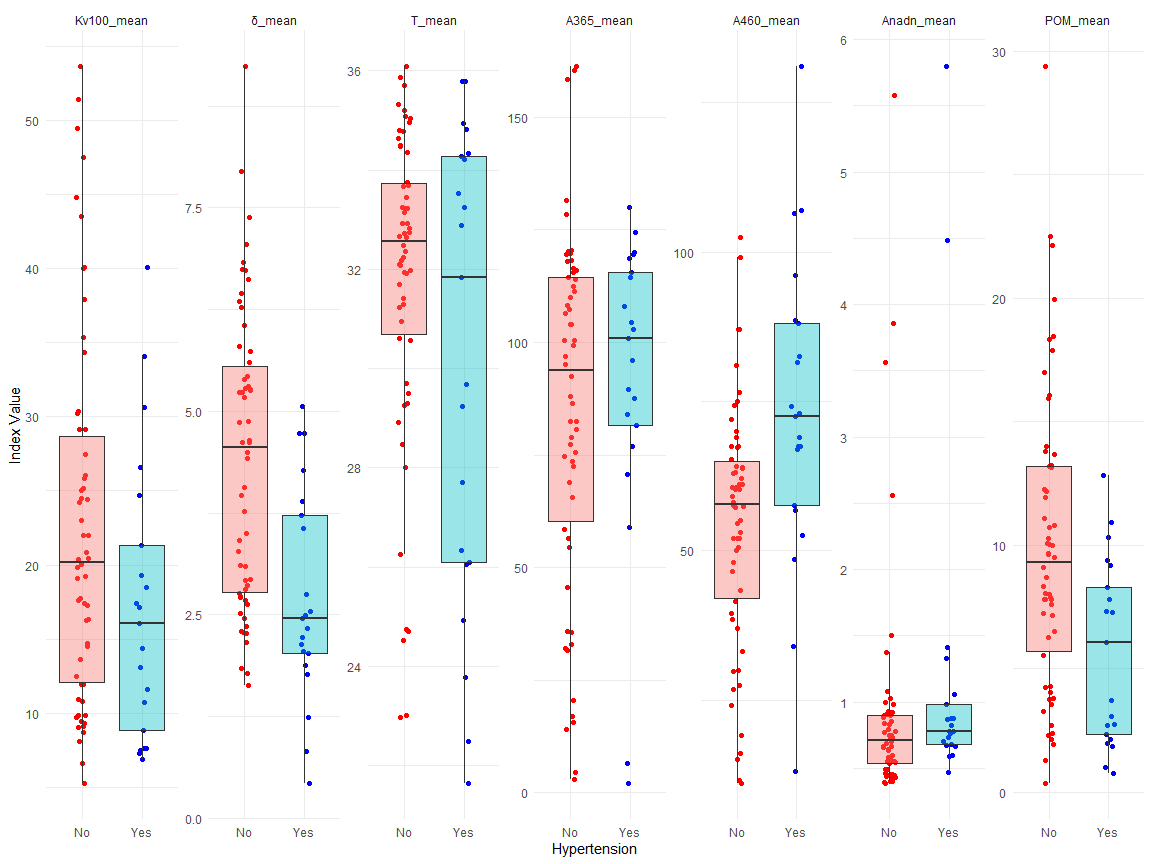 Kv100_mean δ_mean T_mean A365_mean A460_mean Anadn_mean POM_mean
Index Value
10 20 30 40 50
0.0 2.5 5.0 7.5
24 28 32 36
0 50 100 150
50 100
1 2 3 4 5 6
0 10 20 30
No Yes No Yes No Yes No Yes No Yes No Yes No Yes
Hypertension